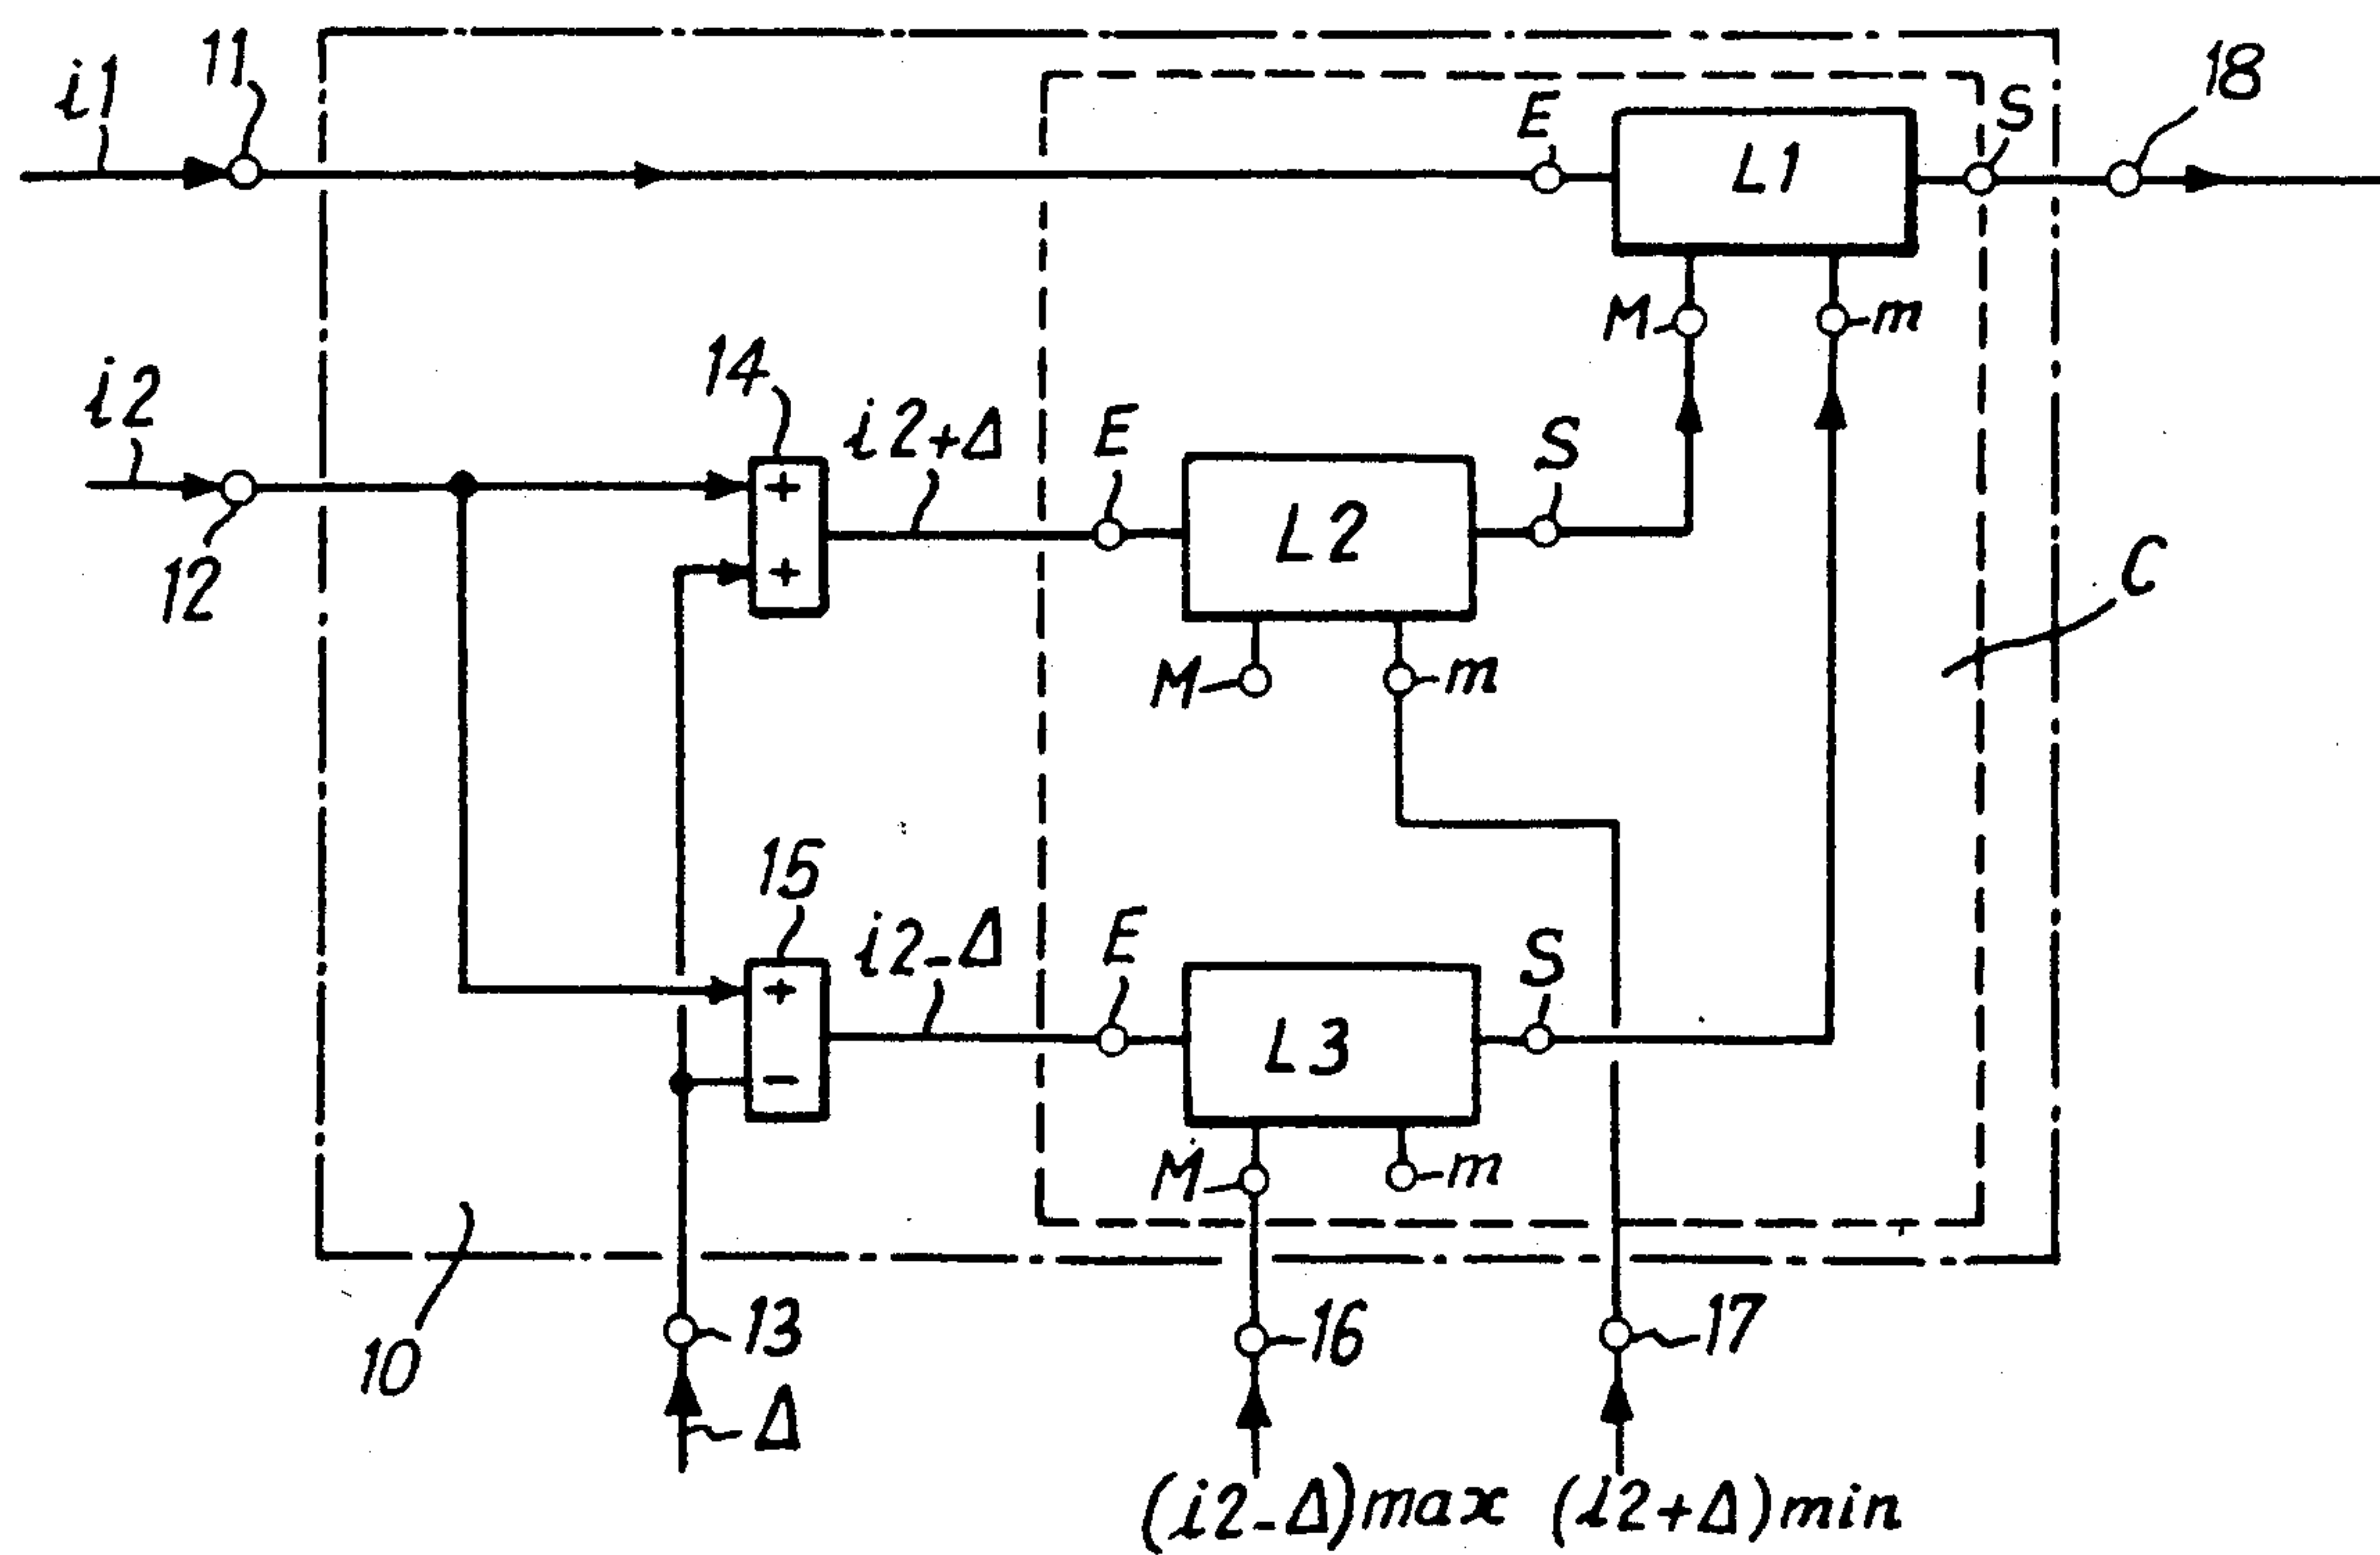 i1
11
E
L1
S
18
M
m
i2
12
14
+
+
i2+Δ
E
L2
S
M
m
C
15
+
-
i2-Δ
E
L3
S
M
m
10
13
Δ
16
17
(i2-Δ)max
(i2+Δ)min